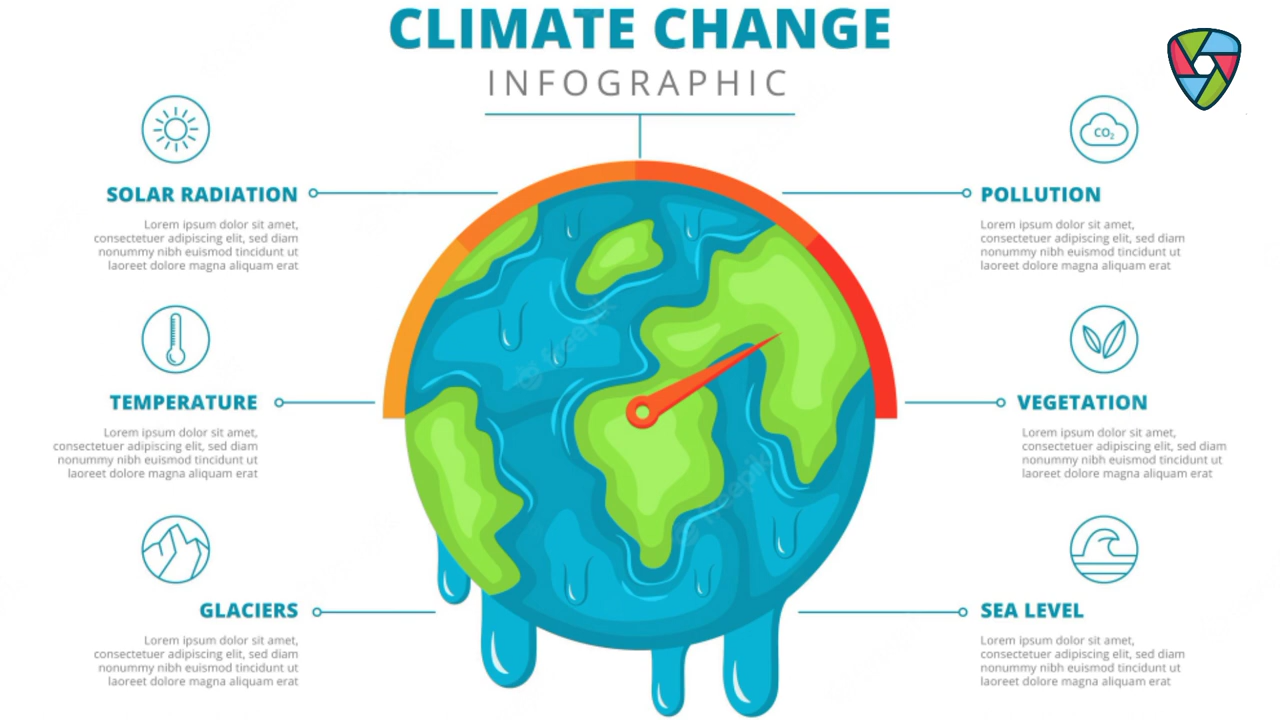 CLIMATE CHANGE
INFOGRAPHIC
SOLAR RADIATION
Lorem ipsum dolor sit amet,
consectetuer adipiscing elit, sed diam
nonummy nibh euismod tincidunt ut
laoreet dolore magna aliquam erat
TEMPERATURE
Lorem ipsum dolor sit amet,
consectetuer adipiscing elit, sed diam
nonummy nibh euismod tincidunt ut
laoreet dolore magna aliquam erat
GLACIERS
Lorem ipsum dolor sit amet,
consectetuer adipiscing elit, sed diam
nonummy nibh euismod tincidunt ut
laoreet dolore magna aliquam erat
CO₂
POLLUTION
Lorem ipsum dolor sit amet,
consectetuer adipiscing elit, sed diam
nonummy nibh euismod tincidunt ut
laoreet dolore magna aliquam erat
VEGETATION
Lorem ipsum dolor sit amet,
consectetuer adipiscing elit, sed diam
nonummy nibh euismod tincidunt ut
laoreet dolore magna aliquam erat
SEA LEVEL
Lorem ipsum dolor sit amet,
consectetuer adipiscing elit, sed diam
nonummy nibh euismod tincidunt ut
laoreet dolore magna aliquam erat
freepik
freepik